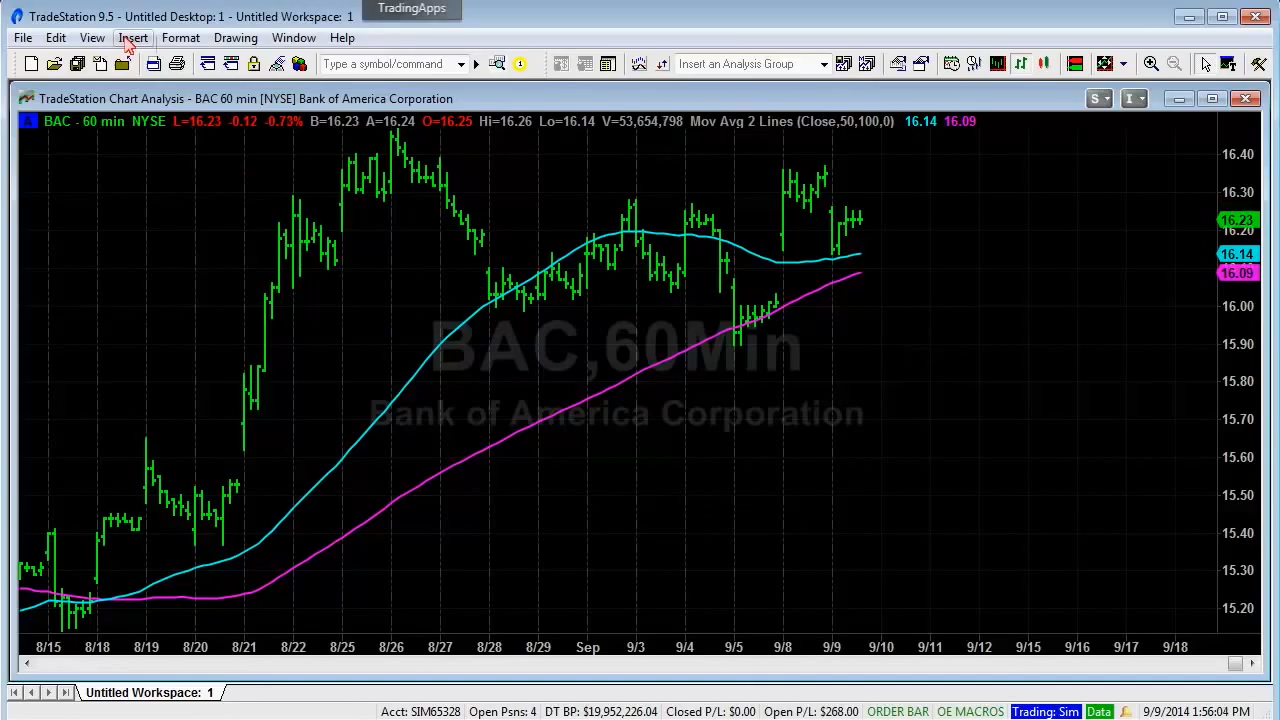 TradeStation 9.5 - Untitled Desktop: 1 - Untitled Workspace: 1
TradingApps
File Edit View Insert Format Drawing Window Help
Type a symbol/command
Insert an Analysis Group
TradeStation Chart Analysis - BAC 60 min [NYSE] Bank of America Corporation
S I
BAC - 60 min NYSE L=16.23 -0.12 -0.73% B=16.23 A=16.24 O=16.25 Hi=16.26 Lo=16.14 V=53,654,798 Mov Avg 2 Lines (Close,50,100,0) 16.14 16.09
16.40
16.30
16.23
16.20
16.14
16.09
16.00
15.90
15.80
15.70
15.60
15.50
15.40
15.30
15.20
BAC,60Min
Bank of America Corporation
8/15 8/18 8/19 8/20 8/21 8/22 8/25 8/26 8/27 8/28 8/29 Sep 9/3 9/4 9/5 9/8 9/9 9/10 9/11 9/12 9/15 9/16 9/17 9/18
Untitled Workspace: 1
Acct: SIM65328 Open Psns: 4 DT BP: $19,952,226.04 Closed P/L: $0.00 Open P/L: $268.00 ORDER BAR OE MACROS Trading: Sim Data 9/9/2014 1:56:04 PM